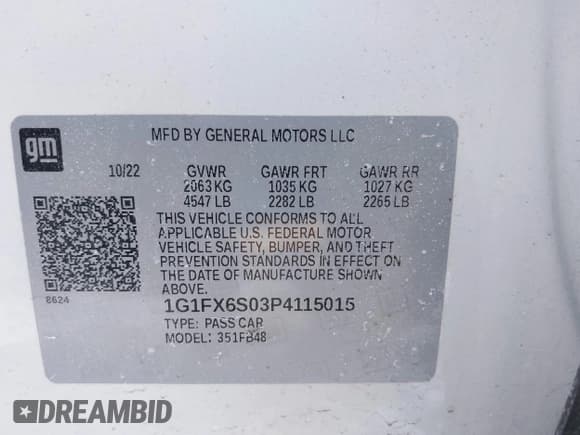 gm
MFD BY GENERAL MOTORS LLC
10/22 GVWR GAWR FRT GAWR RR
2063 KG 1035 KG 1027 KG
4547 LB 2282 LB 2265 LB
THIS VEHICLE CONFORMS TO ALL
APPLICABLE U.S. FEDERAL MOTOR
VEHICLE SAFETY, BUMPER, AND THEFT
PREVENTION STANDARDS IN EFFECT ON
THE DATE OF MANUFACTURE SHOWN
ABOVE.
8624
1G1FX6S03P4115015
TYPE: PASS CAR
MODEL: 351FB48
DREAMBID